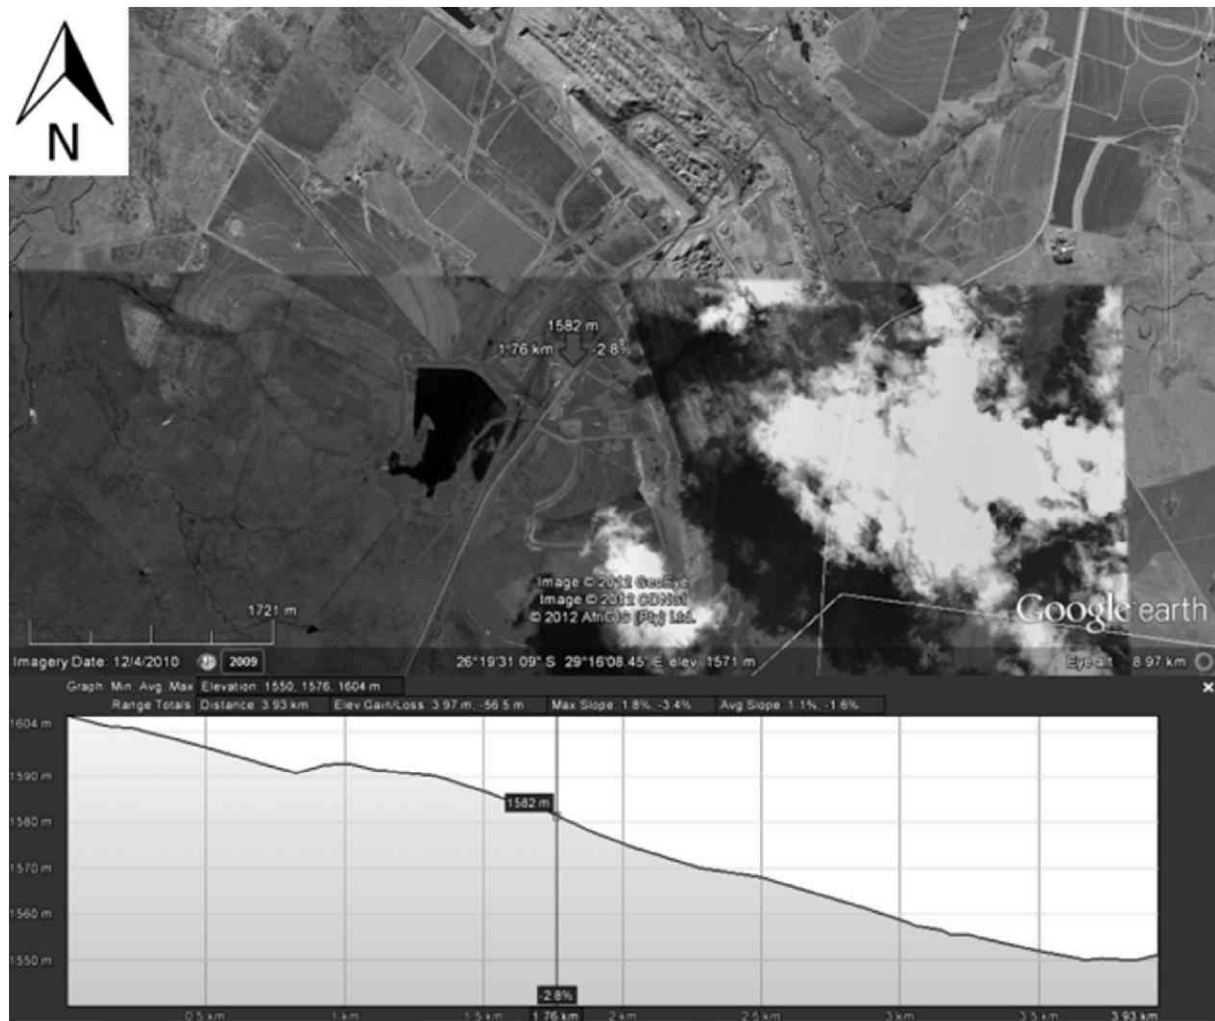 N
1582 m
1.76 km -2.8%
Image © 2012 GeoEye
Image © 2012
© 2012 AfriGIS (Pty) Ltd.
1721 m
Google earth
Imagery Date: 12/4/2010 2009 26°19'31.09" S 29°16'08.45" E elev 1571 m Eye alt 8.97 km
Graph: Min, Avg, Max Elevation: 1550, 1576, 1604 m
Range Totals: Distance: 3.93 km Elev Gain/Loss: 3.97 m, -56.5 m Max Slope: 1.8%, -3.4% Avg Slope: 1.1%, -1.6%
1604 m
1590 m
1582 m
1580 m
1570 m
1560 m
1550 m
-2.8%
0.5 km 1 km 1.5 km 1.76 km 2 km 2.5 km 3 km 3.5 km 3.93 km